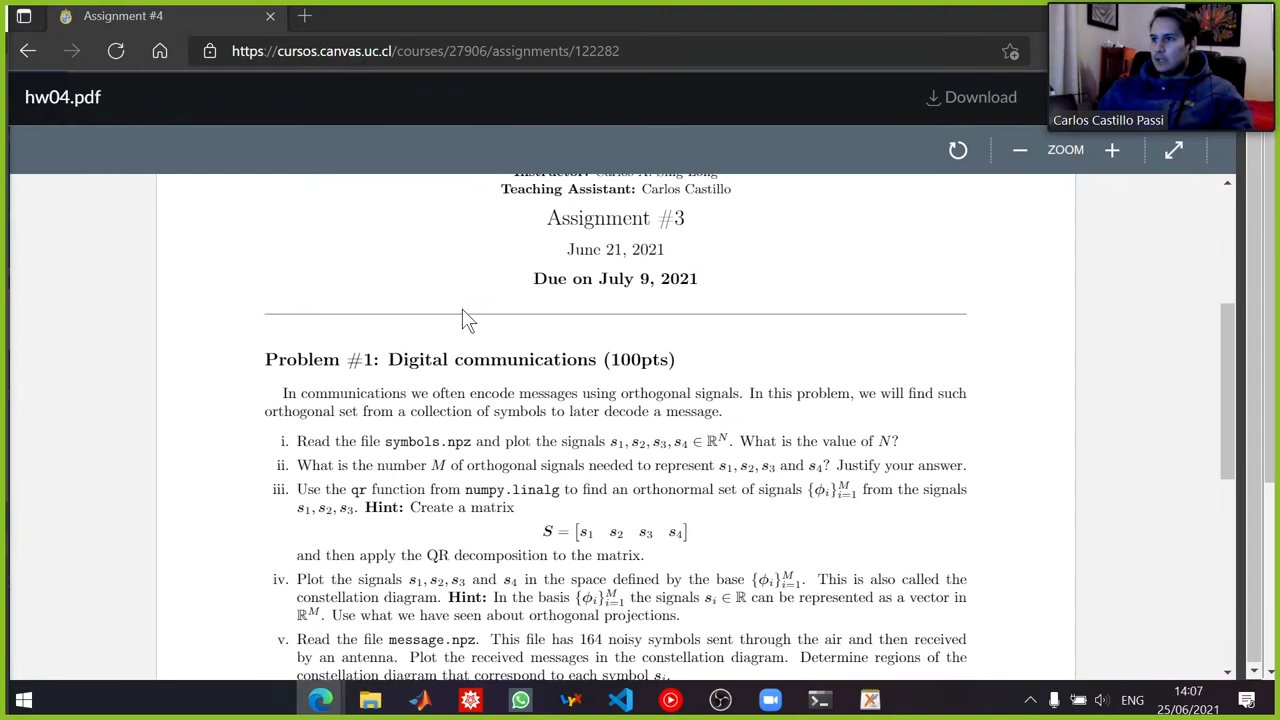 Assignment #4
https://cursos.canvas.uc.cl/courses/27906/assignments/122282
hw04.pdf
Download
Carlos Castillo Passi
ZOOM
Instructor: Carlos A. Sing Long
Teaching Assistant: Carlos Castillo
Assignment #3
June 21, 2021
Due on July 9, 2021
Problem #1: Digital communications (100pts)
In communications we often encode messages using orthogonal signals. In this problem, we will find such
orthogonal set from a collection of symbols to later decode a message.
i. Read the file symbols.npz and plot the signals s₁, s₂, s₃, s₄ ∈ ℝᴺ. What is the value of N?
ii. What is the number M of orthogonal signals needed to represent s₁, s₂, s₃ and s₄? Justify your answer.
iii. Use the qr function from numpy.linalg to find an orthonormal set of signals {ϕᵢ}ᴹᵢ₌₁ from the signals
s₁, s₂, s₃. Hint: Create a matrix
S = [s₁ s₂ s₃ s₄]
and then apply the QR decomposition to the matrix.
iv. Plot the signals s₁, s₂, s₃ and s₄ in the space defined by the base {ϕᵢ}ᴹᵢ₌₁. This is also called the
constellation diagram. Hint: In the basis {ϕᵢ}ᴹᵢ₌₁ the signals sᵢ ∈ ℝ can be represented as a vector in
ℝᴹ. Use what we have seen about orthogonal projections.
v. Read the file message.npz. This file has 164 noisy symbols sent through the air and then received
by an antenna. Plot the received messages in the constellation diagram. Determine regions of the
constellation diagram that correspond to each symbol sᵢ.
ENG
14:07
25/06/2021